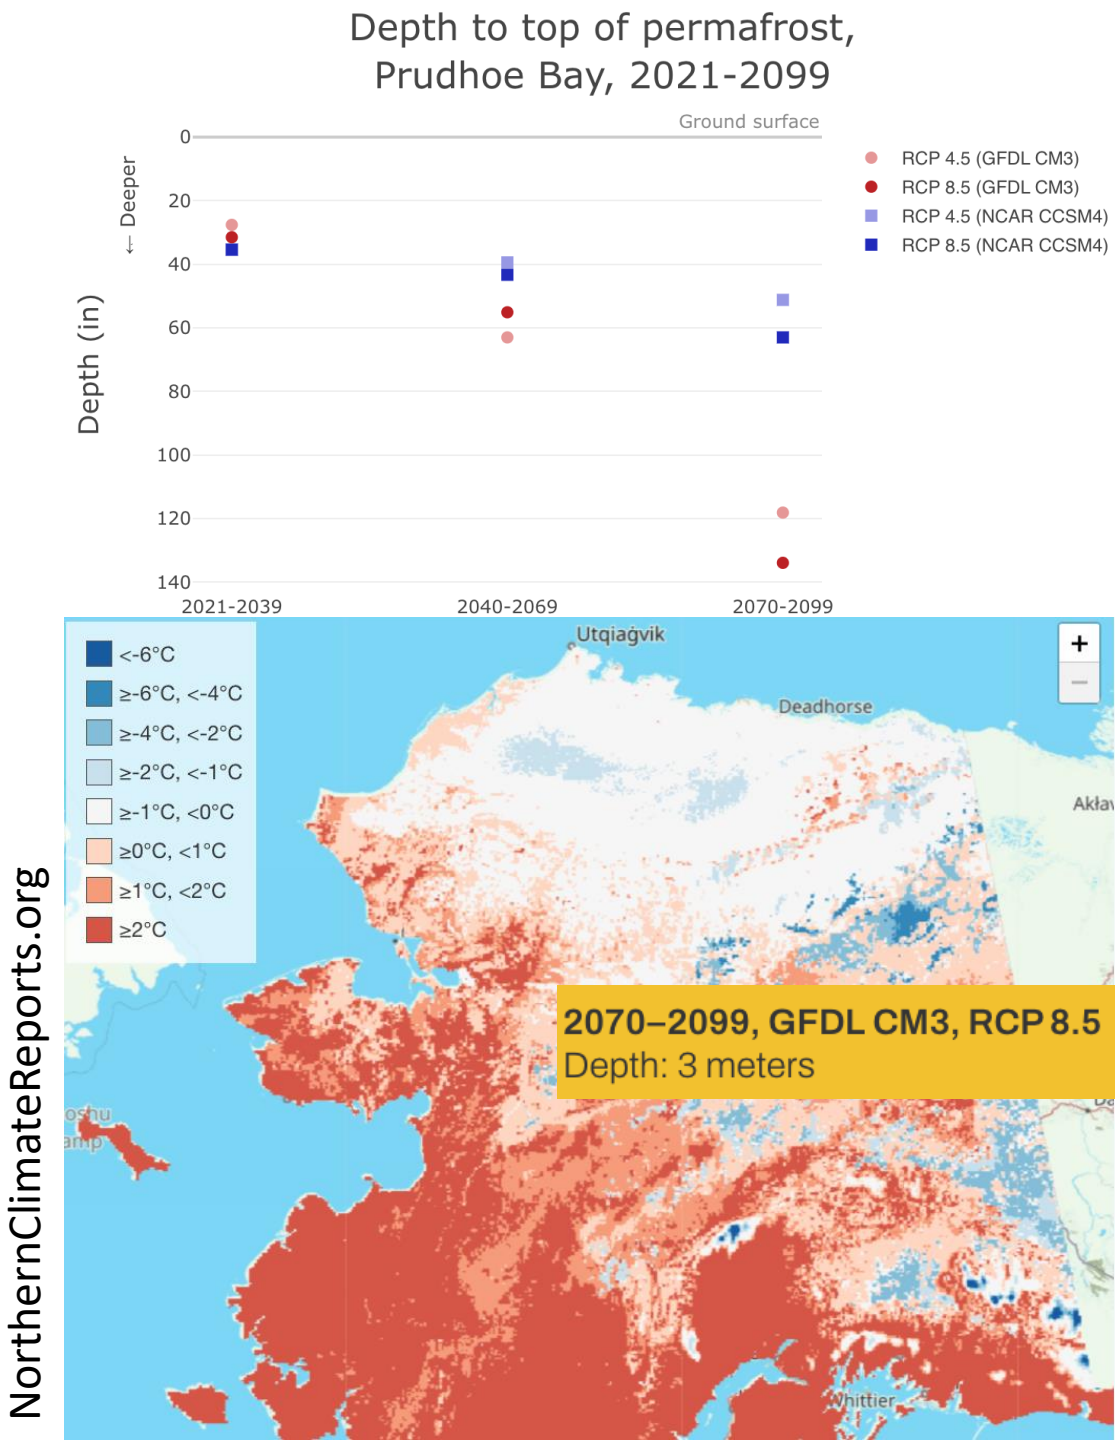 Depth to top of permafrost,
Prudhoe Bay, 2021-2099
Ground surface
0
20
40
60
80
100
120
140
← Deeper
Depth (in)
2021-2039
2040-2069
2070-2099
RCP 4.5 (GFDL CM3)
RCP 8.5 (GFDL CM3)
RCP 4.5 (NCAR CCSM4)
RCP 8.5 (NCAR CCSM4)
<-6°C
≥-6°C, <-4°C
≥-4°C, <-2°C
≥-2°C, <-1°C
≥-1°C, <0°C
≥0°C, <1°C
≥1°C, <2°C
≥2°C
Utqiaġvik
Deadhorse
+
−
Akłav
2070–2099, GFDL CM3, RCP 8.5
Depth: 3 meters
Da
oshu
amp
Whittier
NorthernClimateReports.org